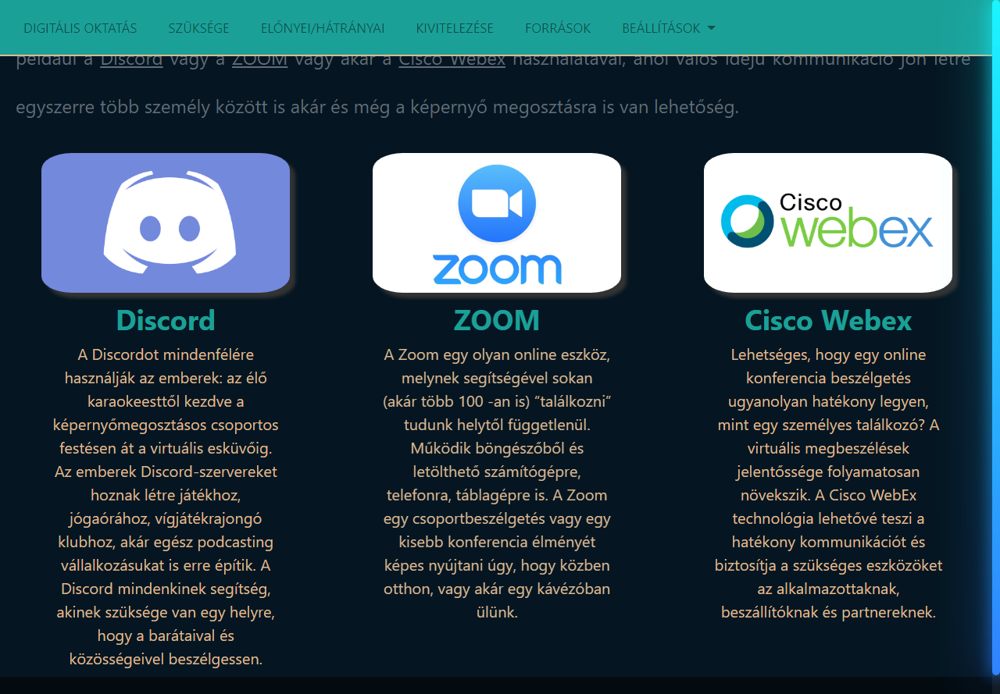 DIGITÁLIS OKTATÁS SZÜKSÉGE ELŐNYEI/HÁTRÁNYAI KIVITELEZÉSE FORRÁSOK BEÁLLÍTÁSOK
például a Discord vagy a ZOOM vagy akár a Cisco Webex használatával, ahol valós idejű kommunikáció jön létre
egyszerre több személy között is akár és még a képernyő megosztásra is van lehetőség.
zoom
Cisco
webex
Discord
A Discordot mindenfélére
használják az emberek: az élő
karaokeesttől kezdve a
képernyőmegosztásos csoportos
festésen át a virtuális esküvőig.
Az emberek Discord-szervereket
hoznak létre játékhoz,
jógaórához, vígjátékrajongó
klubhoz, akár egész podcasting
vállalkozásukat is erre építik. A
Discord mindenkinek segítség,
akinek szüksége van egy helyre,
hogy a barátaival és
közösségeivel beszélgessen.
ZOOM
A Zoom egy olyan online eszköz,
melynek segítségével sokan
(akár több 100 -an is) “találkozni”
tudunk helytől függetlenül.
Működik böngészőből és
letölthető számítógépre,
telefonra, táblagépre is. A Zoom
egy csoportbeszélgetés vagy egy
kisebb konferencia élményét
képes nyújtani úgy, hogy közben
otthon, vagy akár egy kávézóban
ülünk.
Cisco Webex
Lehetséges, hogy egy online
konferencia beszélgetés
ugyanolyan hatékony legyen,
mint egy személyes találkozó? A
virtuális megbeszélések
jelentőssége folyamatosan
növekszik. A Cisco WebEx
technológia lehetővé teszi a
hatékony kommunikációt és
biztosítja a szükséges eszközöket
az alkalmazottaknak,
beszállítóknak és partnereknek.